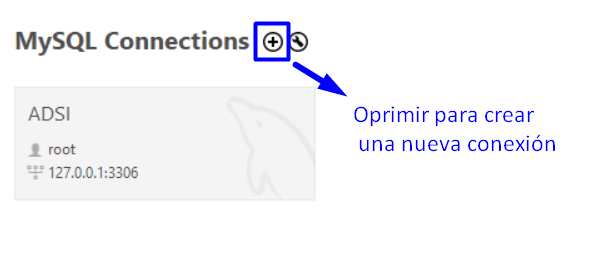 MySQL Connections
ADSI
root
127.0.0.1:3306
Oprimir para crear
una nueva conexión